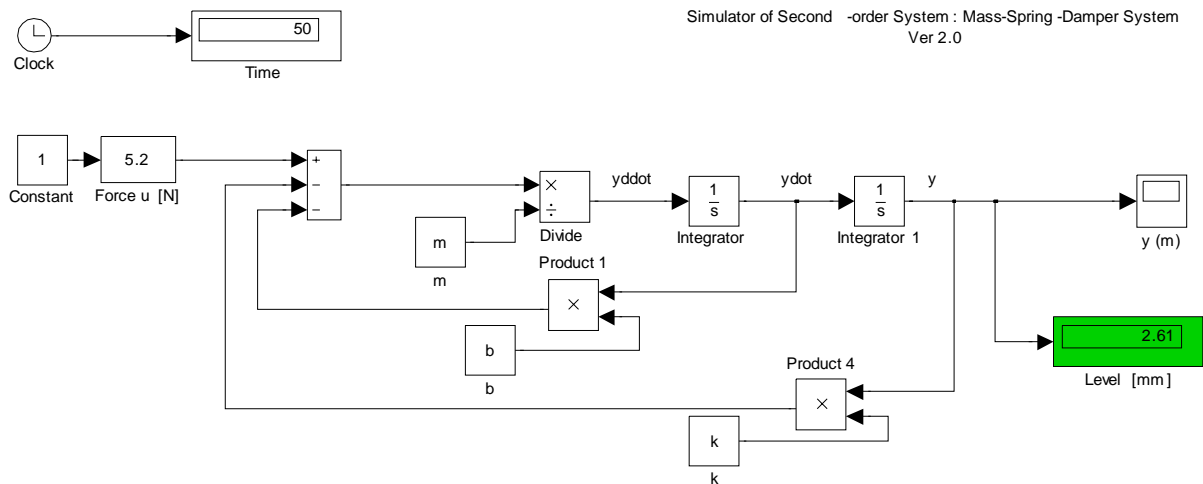 Simulator of Second -order System : Mass-Spring -Damper System
Ver 2.0
50
Clock
Time
1
5.2
+
−
−
Constant
Force u [N]
×
÷
yddot
1
s
ydot
1
s
y
Divide
Integrator
Integrator 1
y (m)
m
m
Product 1
×
b
b
2.61
Level [mm]
Product 4
×
k
k